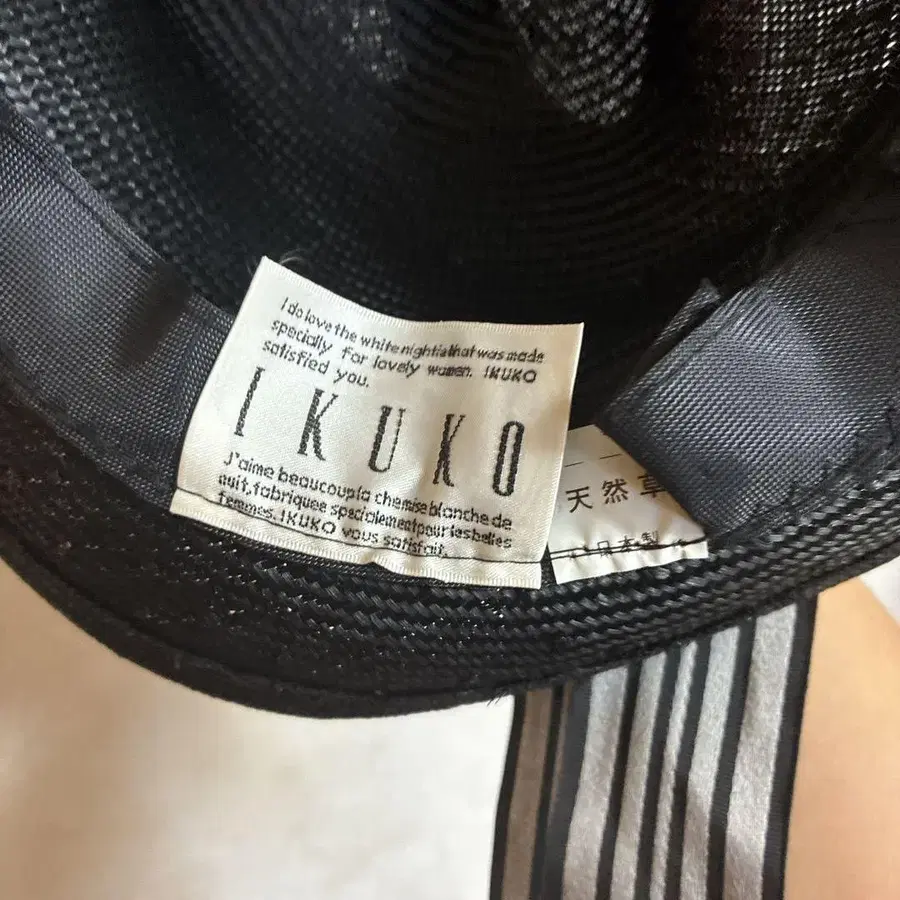 I do love the white nightie that was made
specially for lovely women. IKUKO
satisfied you.
IKUKO
J'aime beaucoup la chemise blanche de
nuit, fabriquee specialement pour les belles
femmes. IKUKO vous satisfait.
天然草
日本製